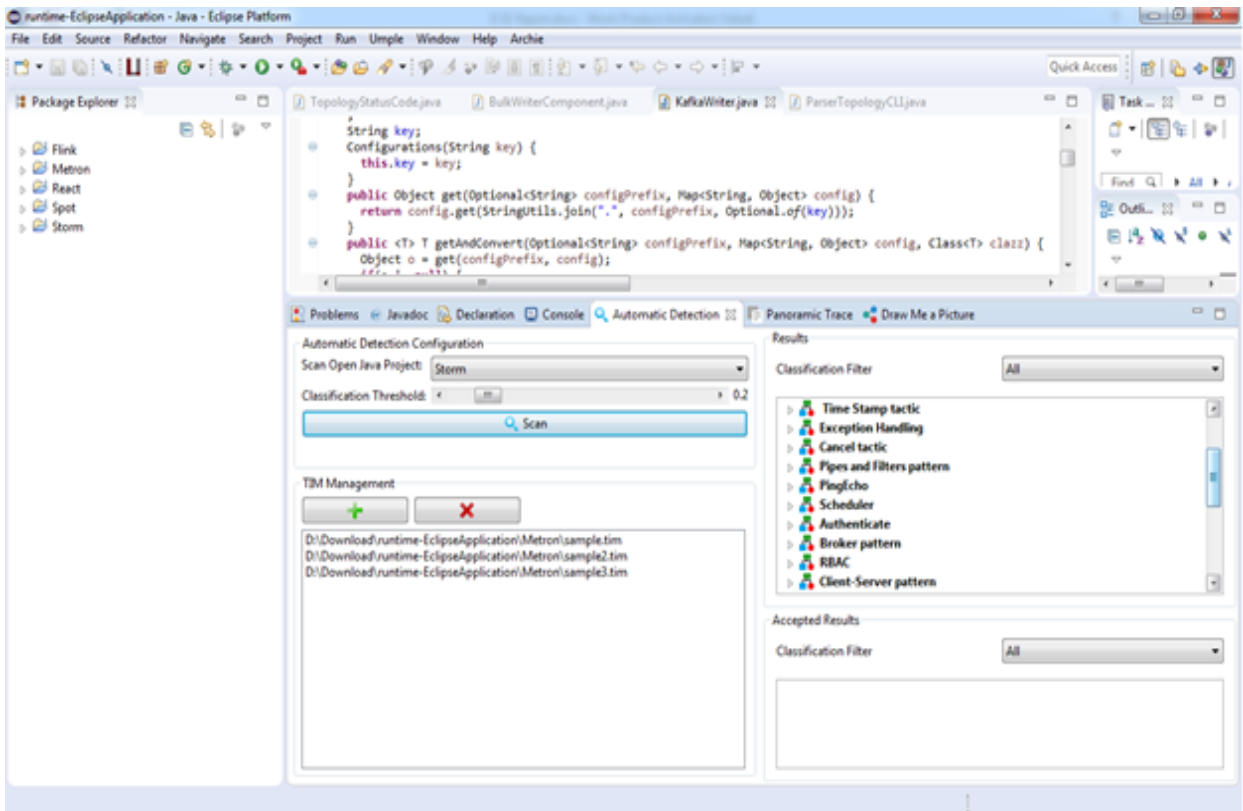 runtime-EclipseApplication - Java - Eclipse Platform
File Edit Source Refactor Navigate Search Project Run Umple Window Help Archie
Quick Access
Package Explorer
Flink
Metron
React
Spot
Storm
TopologyStatusCode.java BulkWriterComponent.java KafkaWriter.java ParserTopologyCLI.java
String key;
Configurations(String key) {
this.key = key;
}
public Object get(Optional<String> configPrefix, Map<String, Object> config) {
return config.get(StringUtils.join(".", configPrefix, Optional.of(key)));
}
public <T> T getAndConvert(Optional<String> configPrefix, Map<String, Object> config, Class<T> clazz) {
Object o = get(configPrefix, config);
Task ...
Find All
Outli...
Problems Javadoc Declaration Console Automatic Detection Panoramic Trace Draw Me a Picture
Automatic Detection Configuration
Scan Open Java Project: Storm
Classification Threshold: 0.2
Scan
TIM Management
D:\Download\runtime-EclipseApplication\Metron\sample.tim
D:\Download\runtime-EclipseApplication\Metron\sample2.tim
D:\Download\runtime-EclipseApplication\Metron\sample3.tim
Results
Classification Filter All
Time Stamp tactic
Exception Handling
Cancel tactic
Pipes and Filters pattern
PingEcho
Scheduler
Authenticate
Broker pattern
RBAC
Client-Server pattern
Accepted Results
Classification Filter All